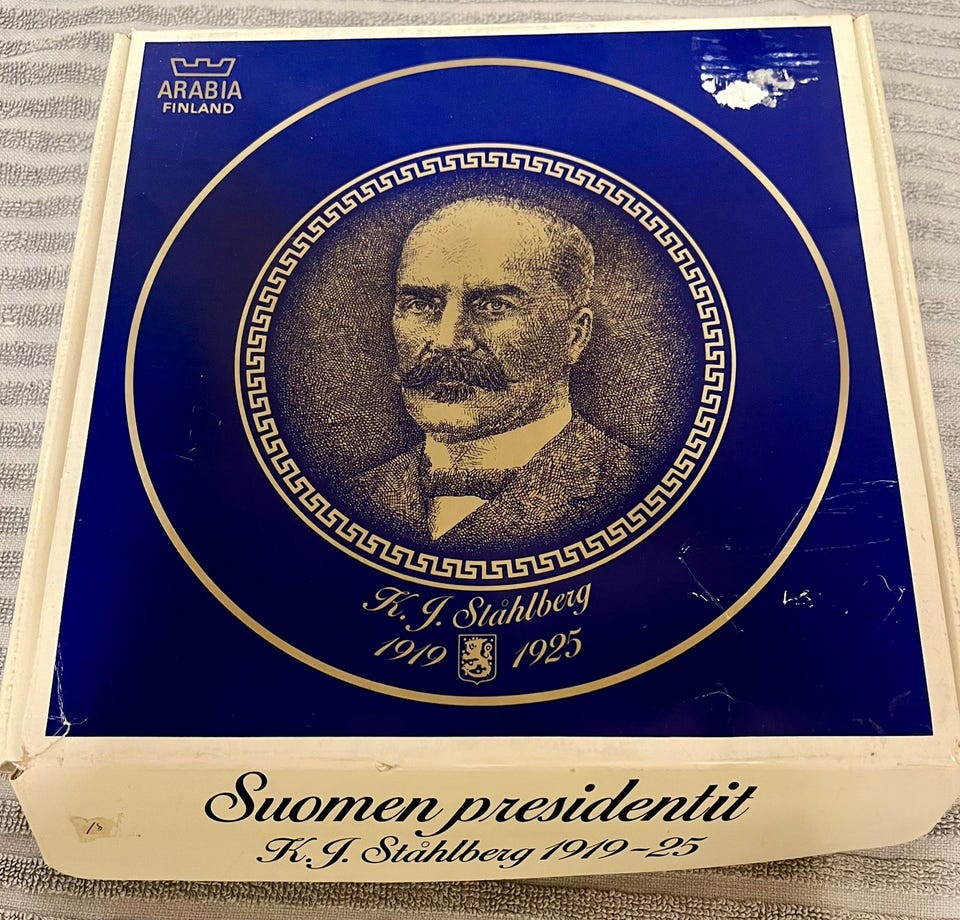 ARABIA
FINLAND
K. J. Ståhlberg
1919 1925
Suomen presidentit
K. J. Ståhlberg 1919-25